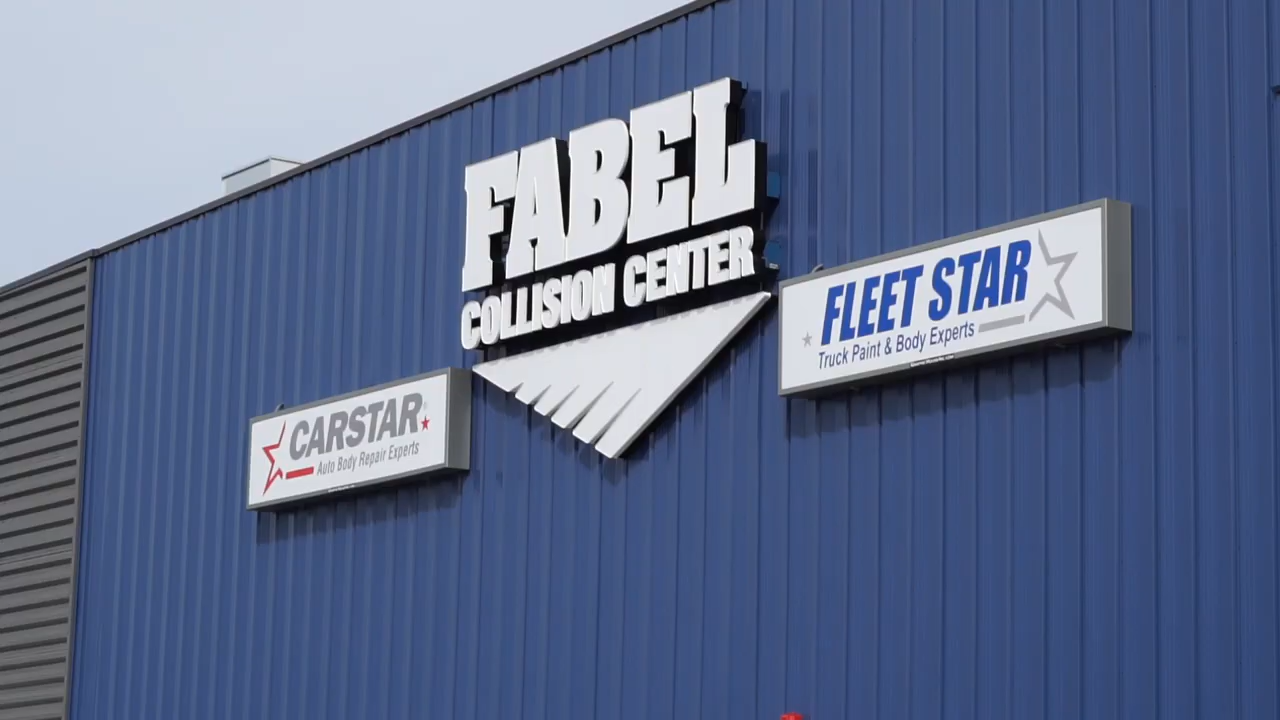 FABEL
COLLISION CENTER
CARSTAR®
Auto Body Repair Experts
FLEET STAR
Truck Paint & Body Experts